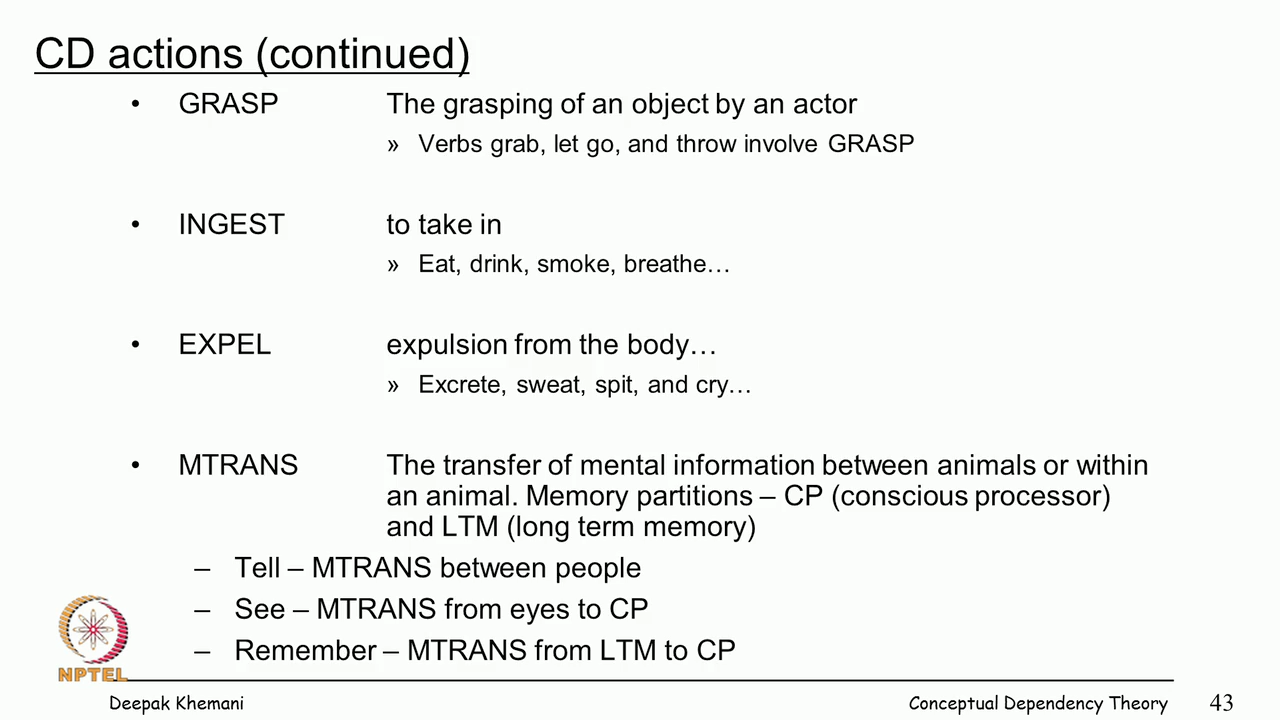 CD actions (continued)
• GRASP The grasping of an object by an actor
» Verbs grab, let go, and throw involve GRASP
• INGEST to take in
» Eat, drink, smoke, breathe…
• EXPEL expulsion from the body…
» Excrete, sweat, spit, and cry…
• MTRANS The transfer of mental information between animals or within
an animal. Memory partitions – CP (conscious processor)
and LTM (long term memory)
– Tell – MTRANS between people
– See – MTRANS from eyes to CP
– Remember – MTRANS from LTM to CP
NPTEL
Deepak Khemani Conceptual Dependency Theory 43